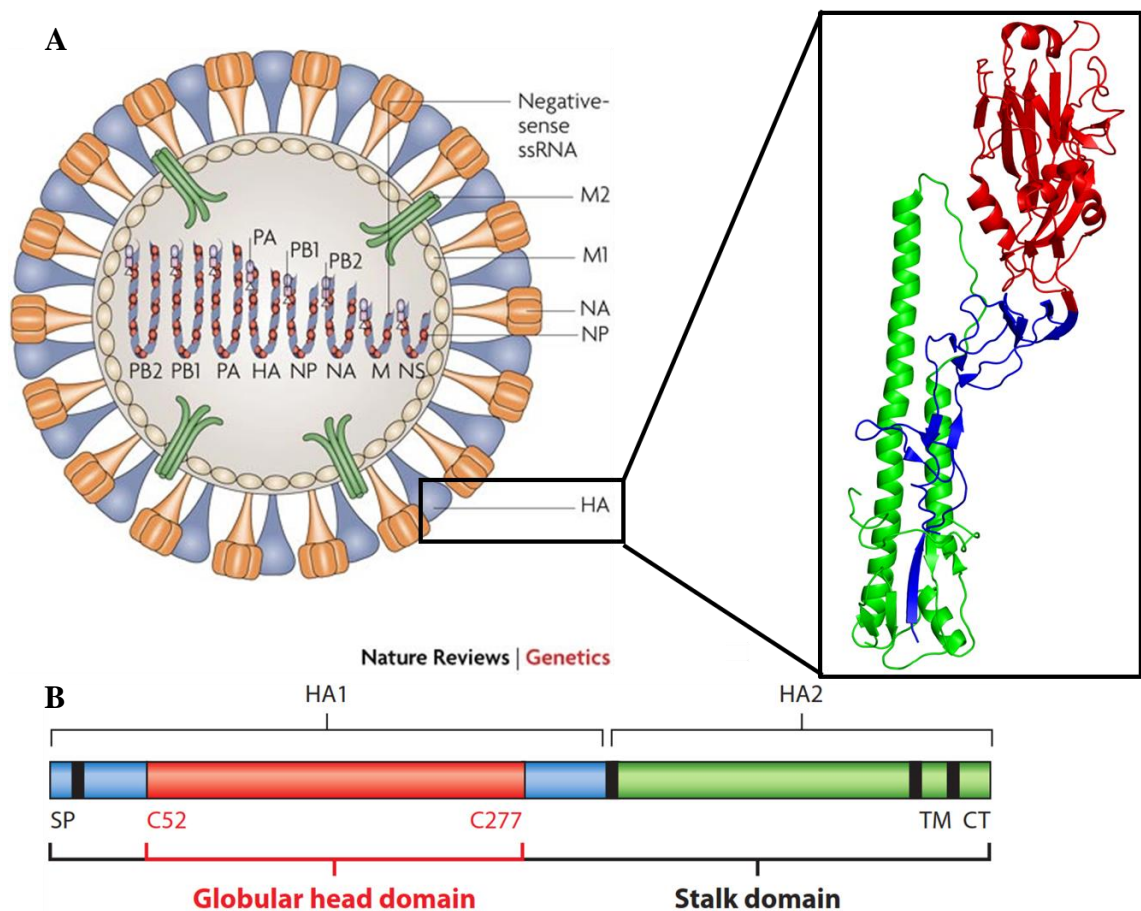 A
Negative-
sense
ssRNA
M2
M1
NA
NP
PA
PB1
PB2
PB2 PB1 PA HA NP NA M NS
HA
Nature Reviews | Genetics
B
HA1 HA2
SP C52 C277 TM CT
Globular head domain Stalk domain